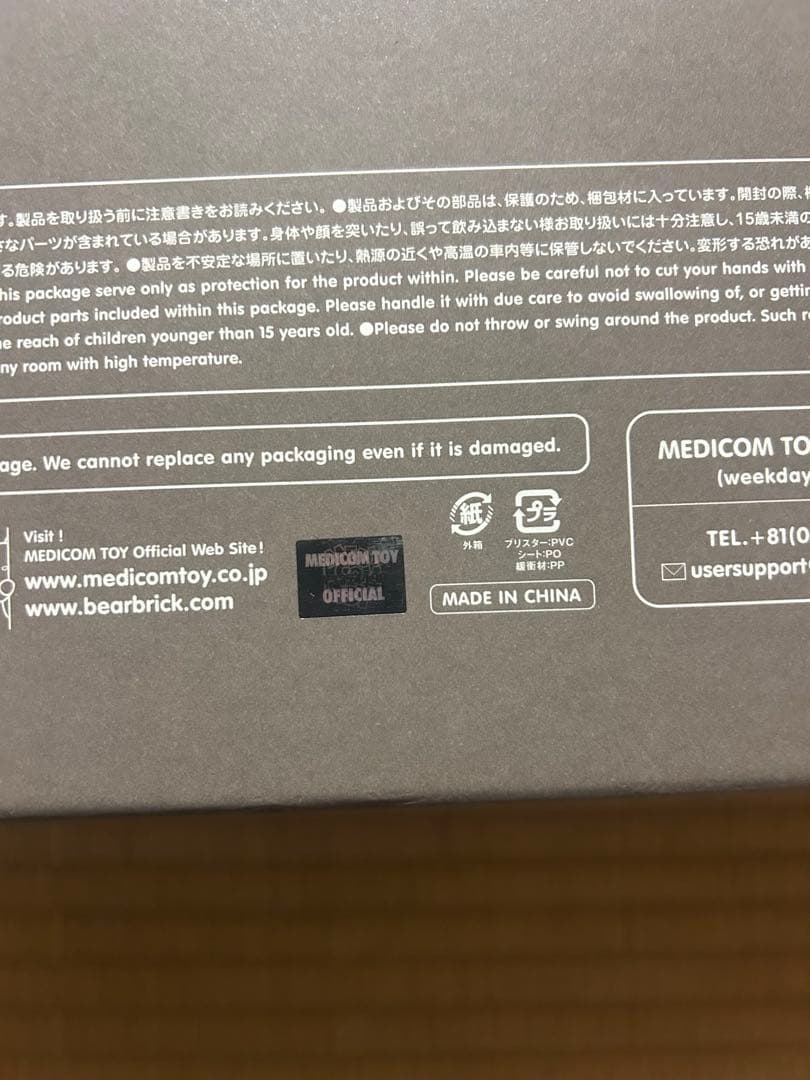 す。製品を取り扱う前に注意書きをお読みください。 ●製品およびその部品は、保護のため、梱包材に入っています。開封の際、
さなパーツが含まれている場合があります。身体や顔を突いたり、誤って飲み込まない様お取り扱いには十分注意し、15歳未満の
る危険があります。 ●製品を不安定な場所に置いたり、熱源の近くや高温の車内等に保管しないでください。変形する恐れがあ
his package serve only as protection for the product within. Please be careful not to cut your hands with
roduct parts included within this package. Please handle it with due care to avoid swallowing of, or gettin
e reach of children younger than 15 years old. ●Please do not throw or swing around the product. Such r
ny room with high temperature.
age. We cannot replace any packaging even if it is damaged.
MEDICOM TO
(weekday
Visit !
MEDICOM TOY Official Web Site!
www.medicomtoy.co.jp
www.bearbrick.com
MEDICOM TOY
OFFICIAL
紙
外箱
プラ
ブリスター:PVC
シート:PO
緩衝材:PP
MADE IN CHINA
TEL.+81(0
usersupport